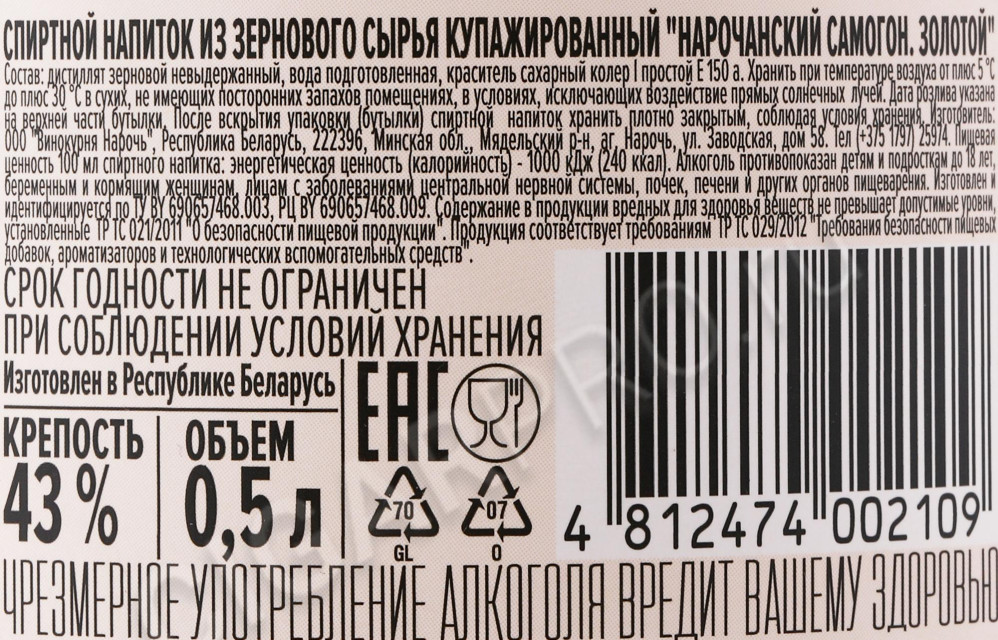 СПИРТНОЙ НАПИТОК ИЗ ЗЕРНОВОГО СЫРЬЯ КУПАЖИРОВАННЫЙ "НАРОЧАНСКИЙ САМОГОН. ЗОЛОТОЙ"
Состав: дистиллят зерновой невыдержанный, вода подготовленная, краситель сахарный колер I простой Е 150 а. Хранить при температуре воздуха от плюс 5 °С
до плюс 30 °С в сухих, не имеющих посторонних запахов помещениях, в условиях, исключающих воздействие прямых солнечных лучей. Дата розлива указана
на верхней части бутылки. После вскрытия упаковки (бутылки) спиртной напиток хранить плотно закрытым, соблюдая условия хранения. Изготовитель:
ООО "Винокурня Нарочь", Республика Беларусь, 222396, Минская обл., Мядельский р-н, аг. Нарочь, ул. Заводская, дом 58. Тел (+375 1797) 25974. Пищевая
ценность 100 мл спиртного напитка: энергетическая ценность (калорийность) - 1000 кДж (240 ккал). Алкоголь противопоказан детям и подросткам до 18 лет,
беременным и кормящим женщинам, лицам с заболеваниями центральной нервной системы, почек, печени и других органов пищеварения. Изготовлен и
идентифицируется по ТУ BY 690657468.003, РЦ BY 690657468.009. Содержание в продукции вредных для здоровья веществ не превышает допустимые уровни,
установленные ТР ТС 021/2011 "О безопасности пищевой продукции". Продукция соответствует требованиям ТР ТС 029/2012 "Требования безопасности пищевых
добавок, ароматизаторов и технологических вспомогательных средств".
СРОК ГОДНОСТИ НЕ ОГРАНИЧЕН
ПРИ СОБЛЮДЕНИИ УСЛОВИЙ ХРАНЕНИЯ
Изготовлен в Республике Беларусь
EAC
КРЕПОСТЬ
43 %
ОБЪЕМ
0,5 л
70
GL
07
0
4 812474 002109
ЧРЕЗМЕРНОЕ УПОТРЕБЛЕНИЕ АЛКОГОЛЯ ВРЕДИТ ВАШЕМУ ЗДОРОВЬЮ